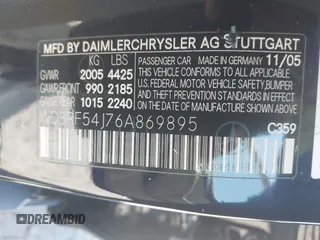 MFD BY DAIMLERCHRYSLER AG STUTTGART
KG LBS PASSENGER CAR MANUFACTURED IN 11/05
GVWR 2005 4425 THIS VEHICLE CONFORMS TO ALL
GAWR FRONT 990 2185 APPLICABLE U.S. FEDERAL MOTOR
GAWR REAR 1015 2240 VEHICLE SAFETY, BUMPER
AND THEFT PREVENTION STANDARDS
IN EFFECT ON THE DATE OF
MANUFACTURE SHOWN ABOVE
54J76A869895
C359
DREAMBID